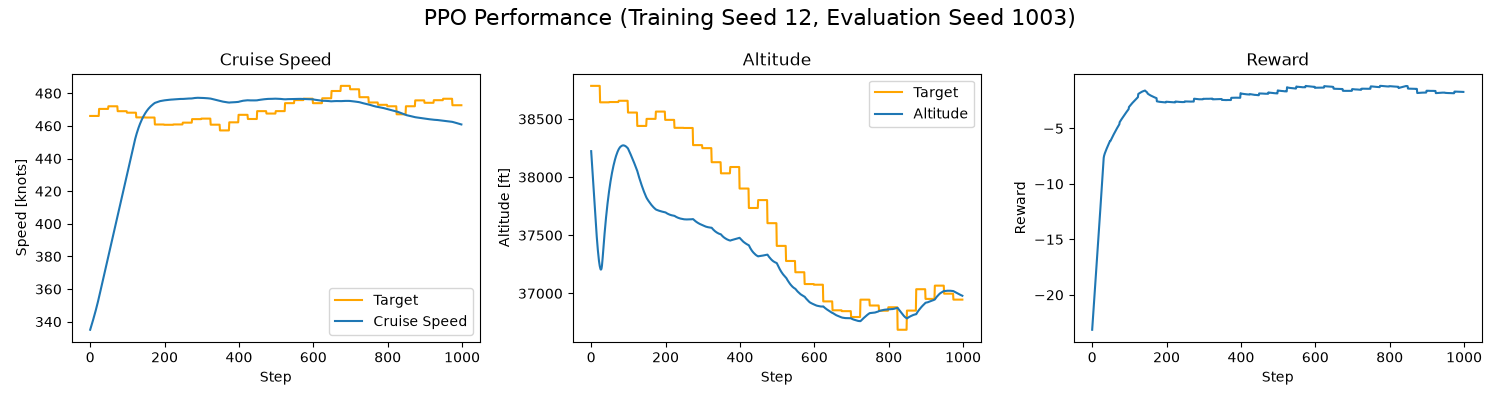 PPO Performance (Training Seed 12, Evaluation Seed 1003)
Cruise Speed
Speed [knots]
480
460
440
420
400
380
360
340
0 200 400 600 800 1000
Step
Target
Cruise Speed
Altitude
Altitude [ft]
38500
38000
37500
37000
0 200 400 600 800 1000
Step
Target
Altitude
Reward
Reward
−5
−10
−15
−20
0 200 400 600 800 1000
Step